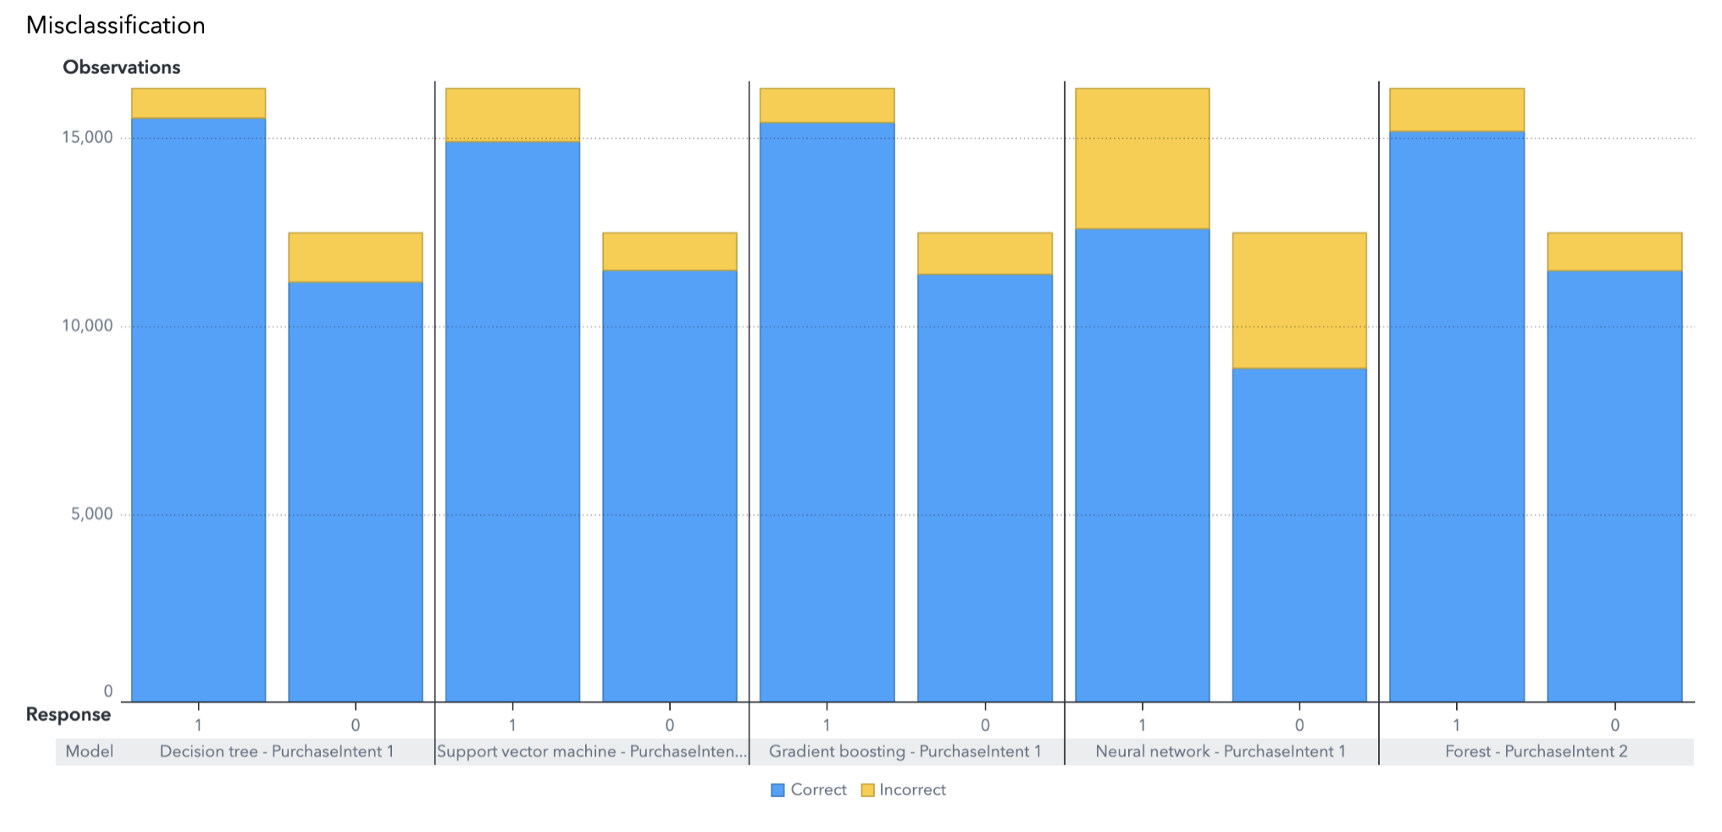 Misclassification
Observations
15,000
10,000
5,000
0
Response 1 0 1 0 1 0 1 0 1 0
Model Decision tree - PurchaseIntent 1 Support vector machine - PurchaseInten... Gradient boosting - PurchaseIntent 1 Neural network - PurchaseIntent 1 Forest - PurchaseIntent 2
Correct Incorrect